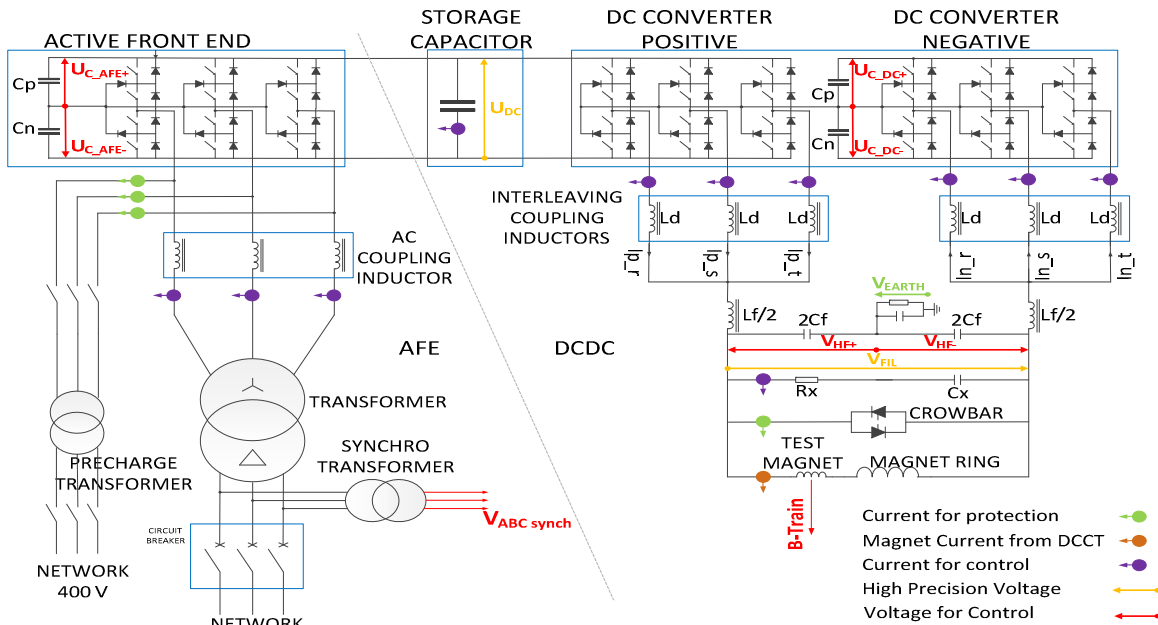 ACTIVE FRONT END
STORAGE
CAPACITOR
DC CONVERTER
POSITIVE
DC CONVERTER
NEGATIVE
Cp
UC_AFE+
Cn
UC_AFE-
UDC
Cp
UC_DC+
Cn
UC_DC-
INTERLEAVING
COUPLING
INDUCTORS
Ld
Ld
Ld
Ld
Ld
Ld
Ip_r
Ip_s
Ip_t
In_r
In_s
In_t
AC
COUPLING
INDUCTOR
VEARTH
Lf/2
2Cf
2Cf
Lf/2
VHF+
VHF-
VFIL
AFE
DCDC
Rx
Cx
CROWBAR
TRANSFORMER
TEST
MAGNET
MAGNET RING
SYNCHRO
TRANSFORMER
PRECHARGE
TRANSFORMER
VABC synch
B-Train
CIRCUIT
BREAKER
NETWORK
400 V
NETWORK
Current for protection
Magnet Current from DCCT
Current for control
High Precision Voltage
Voltage for Control